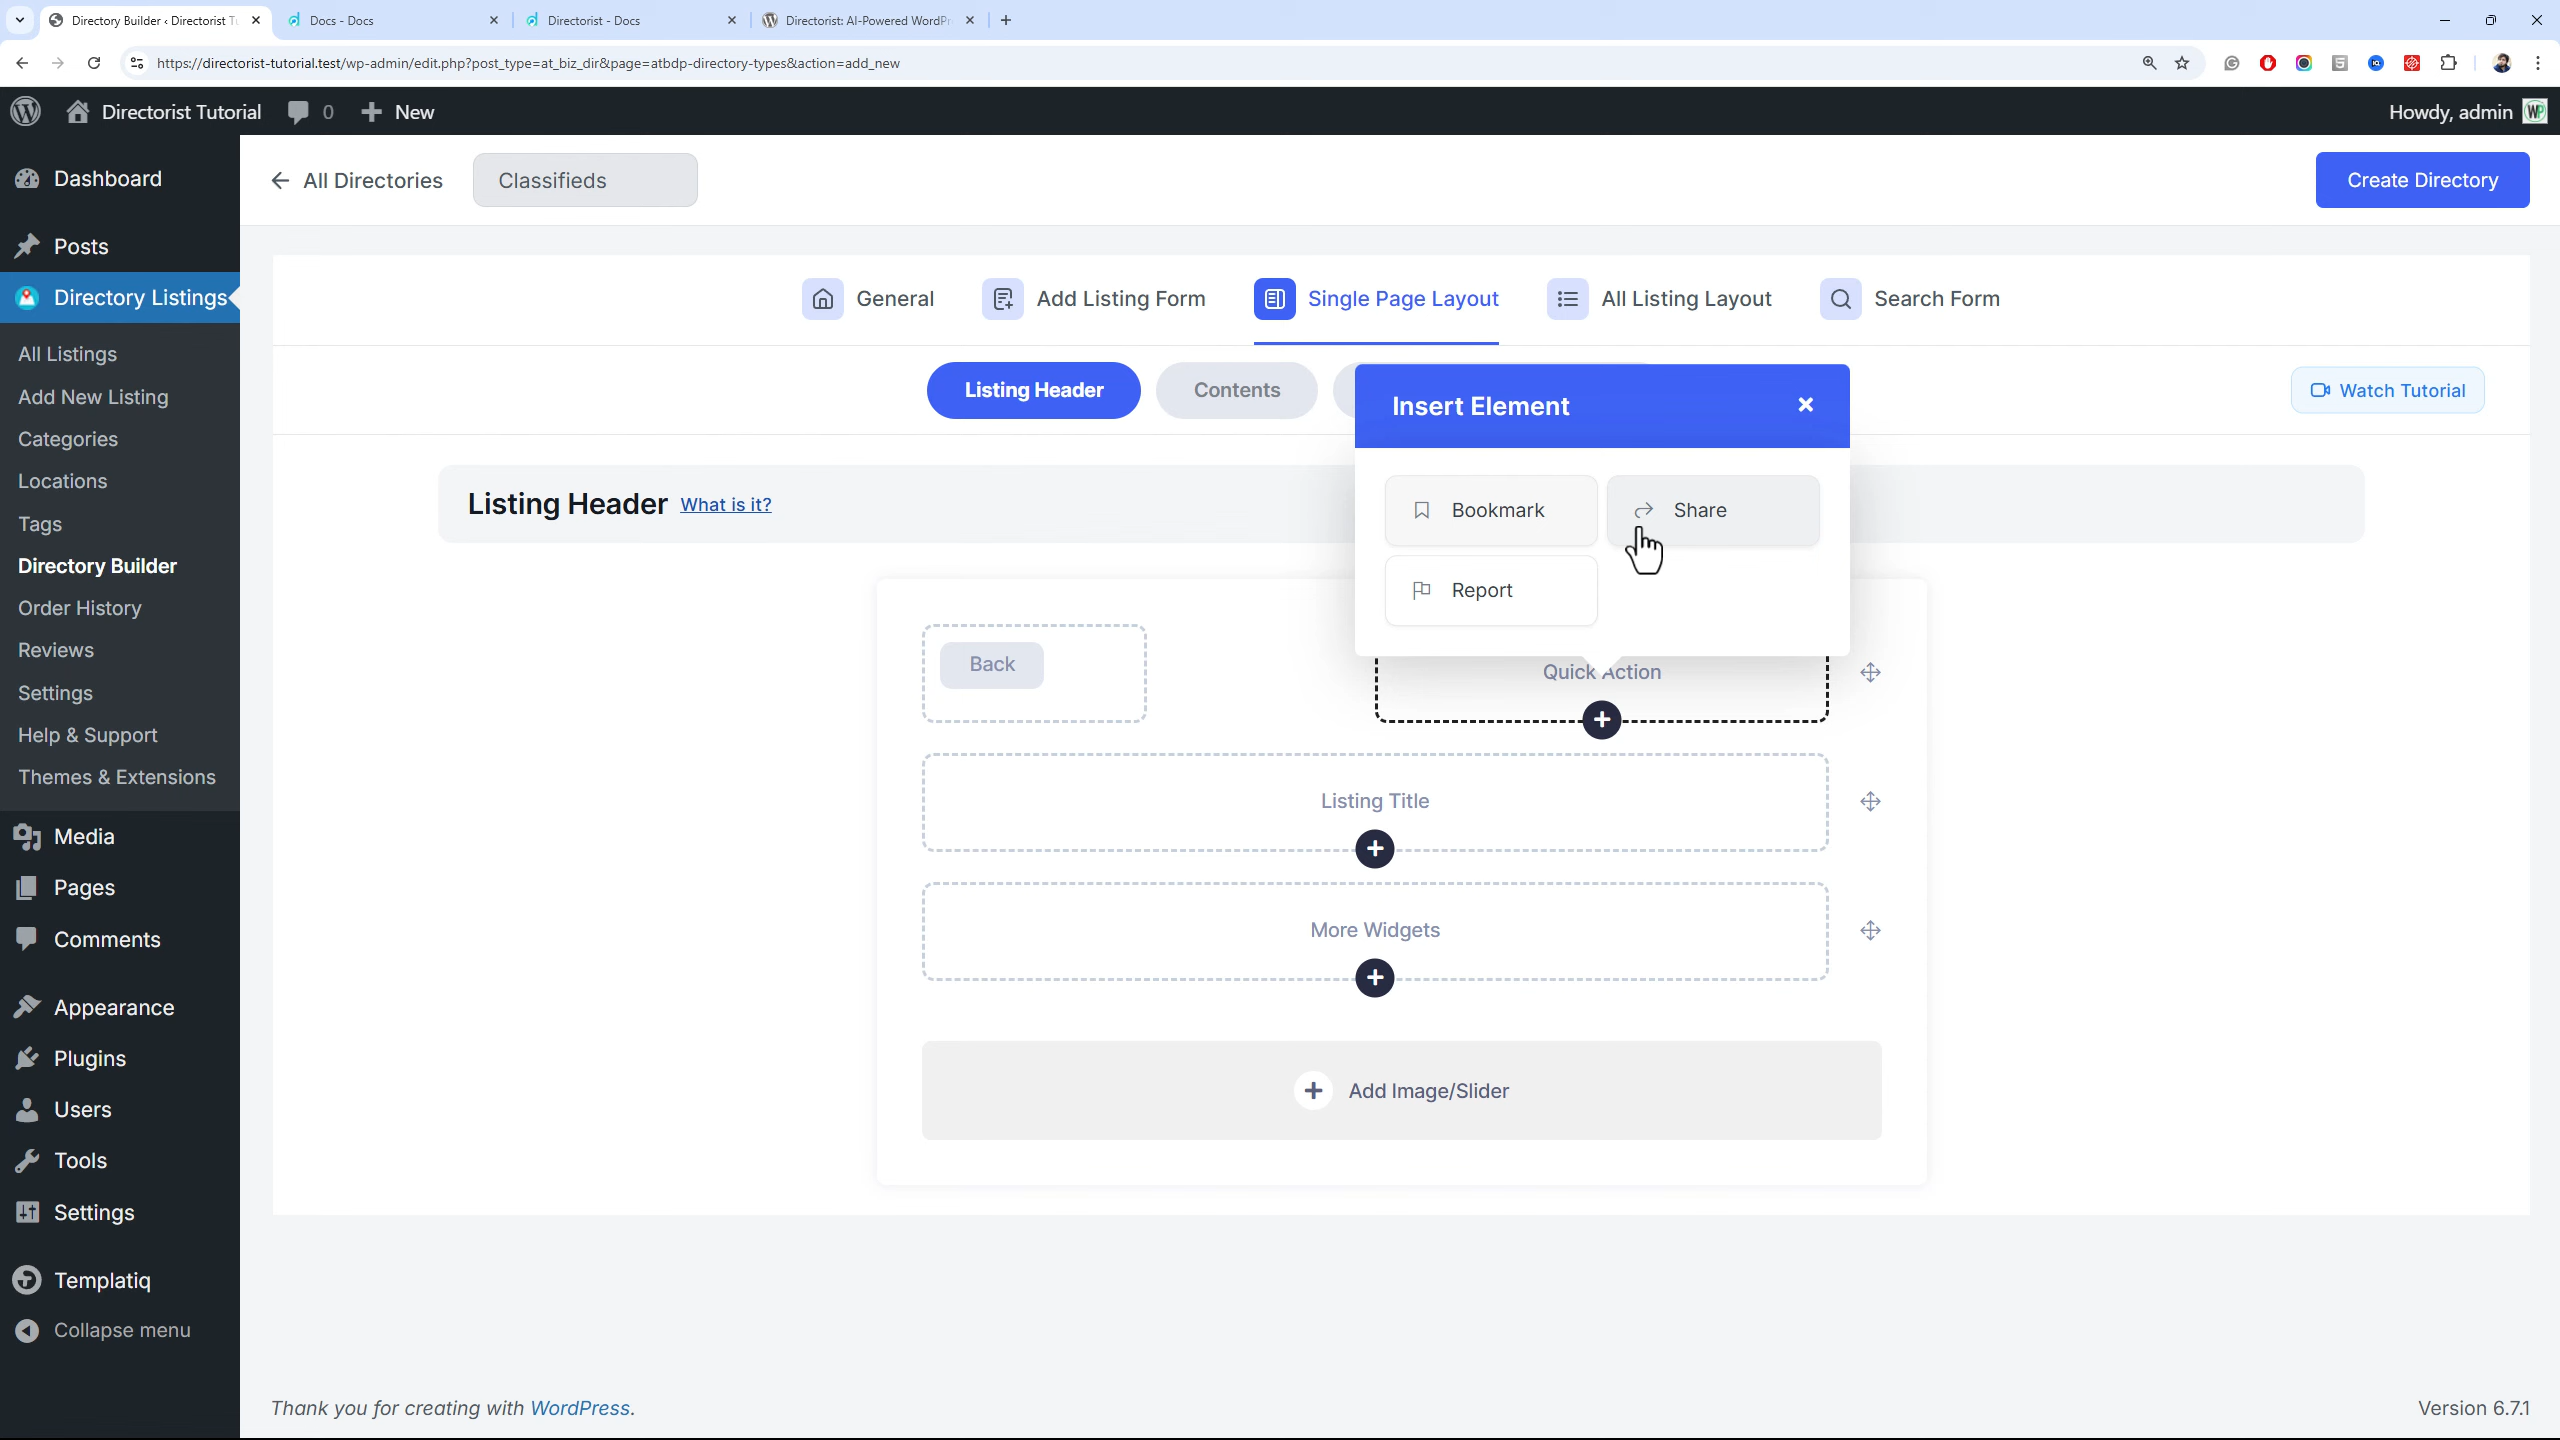 Directory Builder ‹ Directorist Tu
Docs - Docs
Directorist - Docs
Directorist: AI-Powered WordPr
https://directorist-tutorial.test/wp-admin/edit.php?post_type=at_biz_dir&page=atbdp-directory-types&action=add_new
Directorist Tutorial
0
New
Howdy, admin
WP
Dashboard
Posts
Directory Listings
All Listings
Add New Listing
Categories
Locations
Tags
Directory Builder
Order History
Reviews
Settings
Help & Support
Themes & Extensions
Media
Pages
Comments
Appearance
Plugins
Users
Tools
Settings
Templatiq
Collapse menu
All Directories
Classifieds
Create Directory
General
Add Listing Form
Single Page Layout
All Listing Layout
Search Form
Listing Header
Contents
Watch Tutorial
Insert Element
Listing Header
What is it?
Bookmark
Share
Report
Back
Quick Action
Listing Title
More Widgets
Add Image/Slider
Thank you for creating with WordPress.
Version 6.7.1